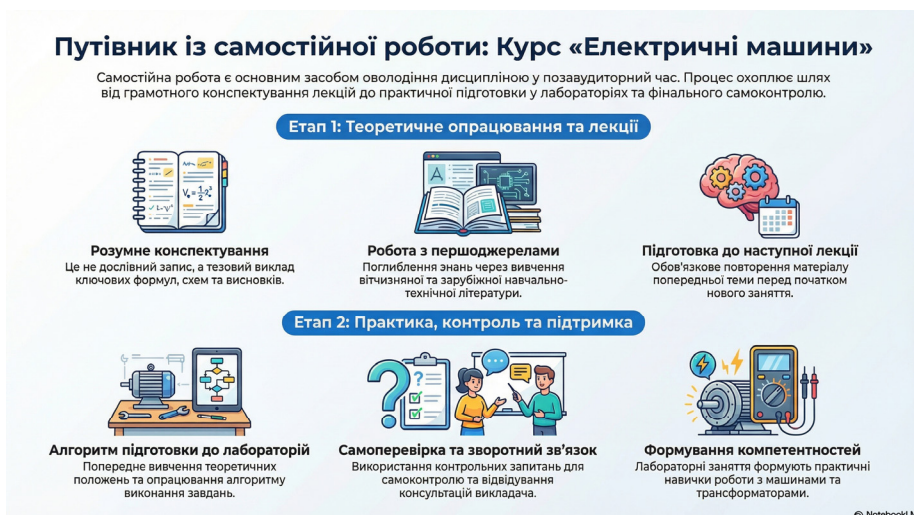 Путівник із самостійної роботи: Курс «Електричні машини»
Самостійна робота є основним засобом оволодіння дисципліною у позавудиторний час. Процес охоплює шлях
від грамотного конспектування лекцій до практичної підготовки у лабораторіях та фінального самоконтролю.
Етап 1: Теоретичне опрацювання та лекції
Розумне конспектування
Це не дослівний запис, а тезовий виклад
ключових формул, схем та висновків.
Робота з першоджерелами
Поглиблення знань через вивчення
вітчизняної та зарубіжної навчально-
технічної літератури.
Підготовка до наступної лекції
Обов'язкове повторення матеріалу
попередньої теми перед початком
нового заняття.
Етап 2: Практика, контроль та підтримка
Алгоритм підготовки до лабораторій
Попереднє вивчення теоретичних
положень та опрацювання алгоритму
виконання завдань.
Самоперевірка та зворотний зв'язок
Використання контрольних запитань для
самоконтролю та відвідування
консультацій викладача.
Формування компетентностей
Лабораторні заняття формують практичні
навички роботи з машинами та
трансформаторами.